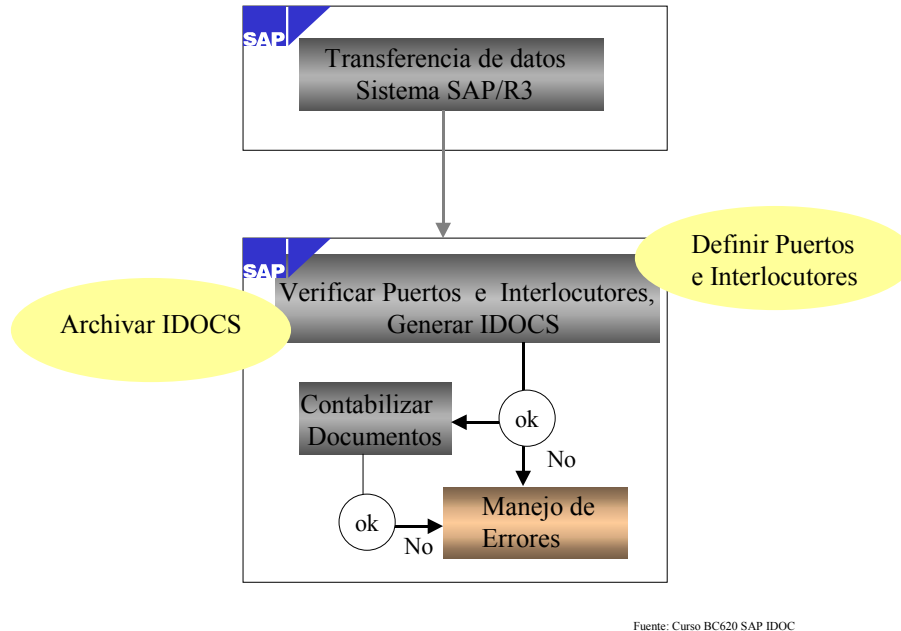 SAP
Transferencia de datos
Sistema SAP/R3
SAP
Definir Puertos
e Interlocutores
Verificar Puertos e Interlocutores,
Generar IDOCS
Archivar IDOCS
Contabilizar
Documentos
ok
No
Manejo de
Errores
ok
No
Fuente: Curso BC620 SAP IDOC